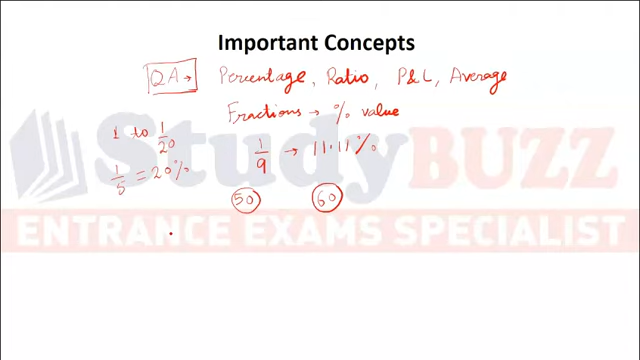 Important Concepts
QA → Percentage, Ratio, P&L, Average
Fractions → % value
1 to 1/20
1/9 → 11.11%
1/5 = 20%
50 60
StudyBUZZ
ENTRANCE EXAMS SPECIALIST